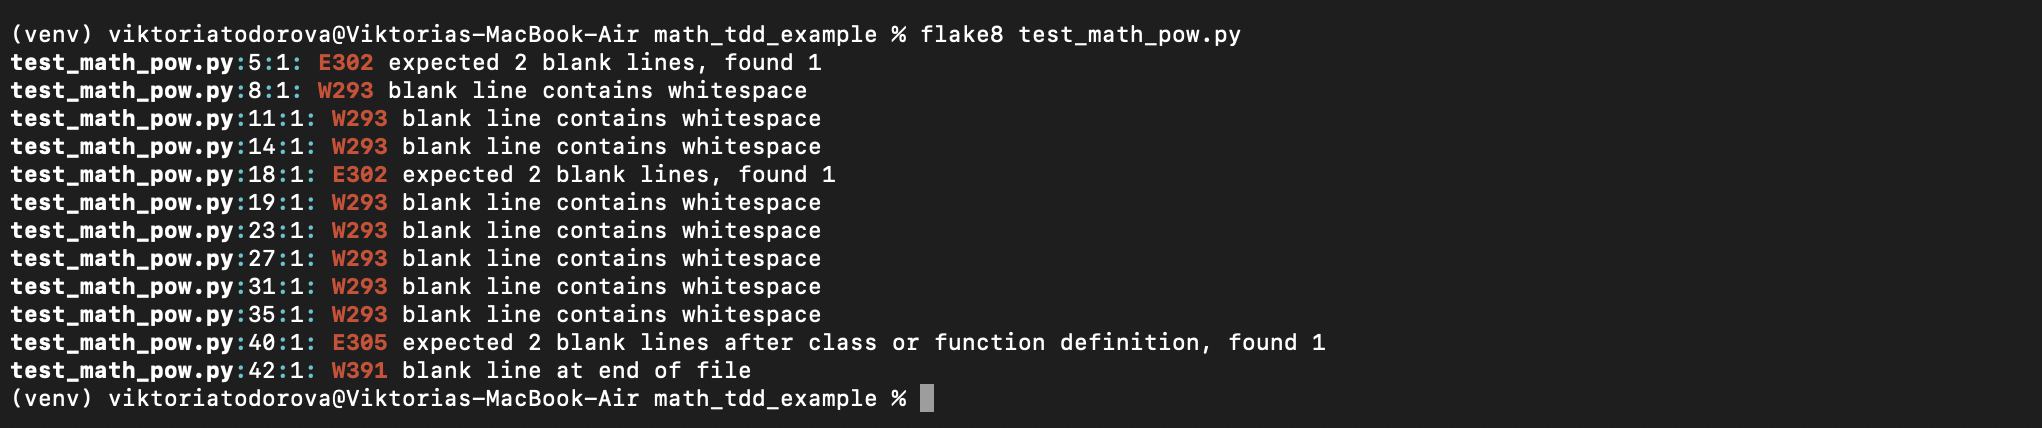 (venv) viktoriatodorova@Viktorias-MacBook-Air math_tdd_example % flake8 test_math_pow.py
test_math_pow.py:5:1: E302 expected 2 blank lines, found 1
test_math_pow.py:8:1: W293 blank line contains whitespace
test_math_pow.py:11:1: W293 blank line contains whitespace
test_math_pow.py:14:1: W293 blank line contains whitespace
test_math_pow.py:18:1: E302 expected 2 blank lines, found 1
test_math_pow.py:19:1: W293 blank line contains whitespace
test_math_pow.py:23:1: W293 blank line contains whitespace
test_math_pow.py:27:1: W293 blank line contains whitespace
test_math_pow.py:31:1: W293 blank line contains whitespace
test_math_pow.py:35:1: W293 blank line contains whitespace
test_math_pow.py:40:1: E305 expected 2 blank lines after class or function definition, found 1
test_math_pow.py:42:1: W391 blank line at end of file
(venv) viktoriatodorova@Viktorias-MacBook-Air math_tdd_example %